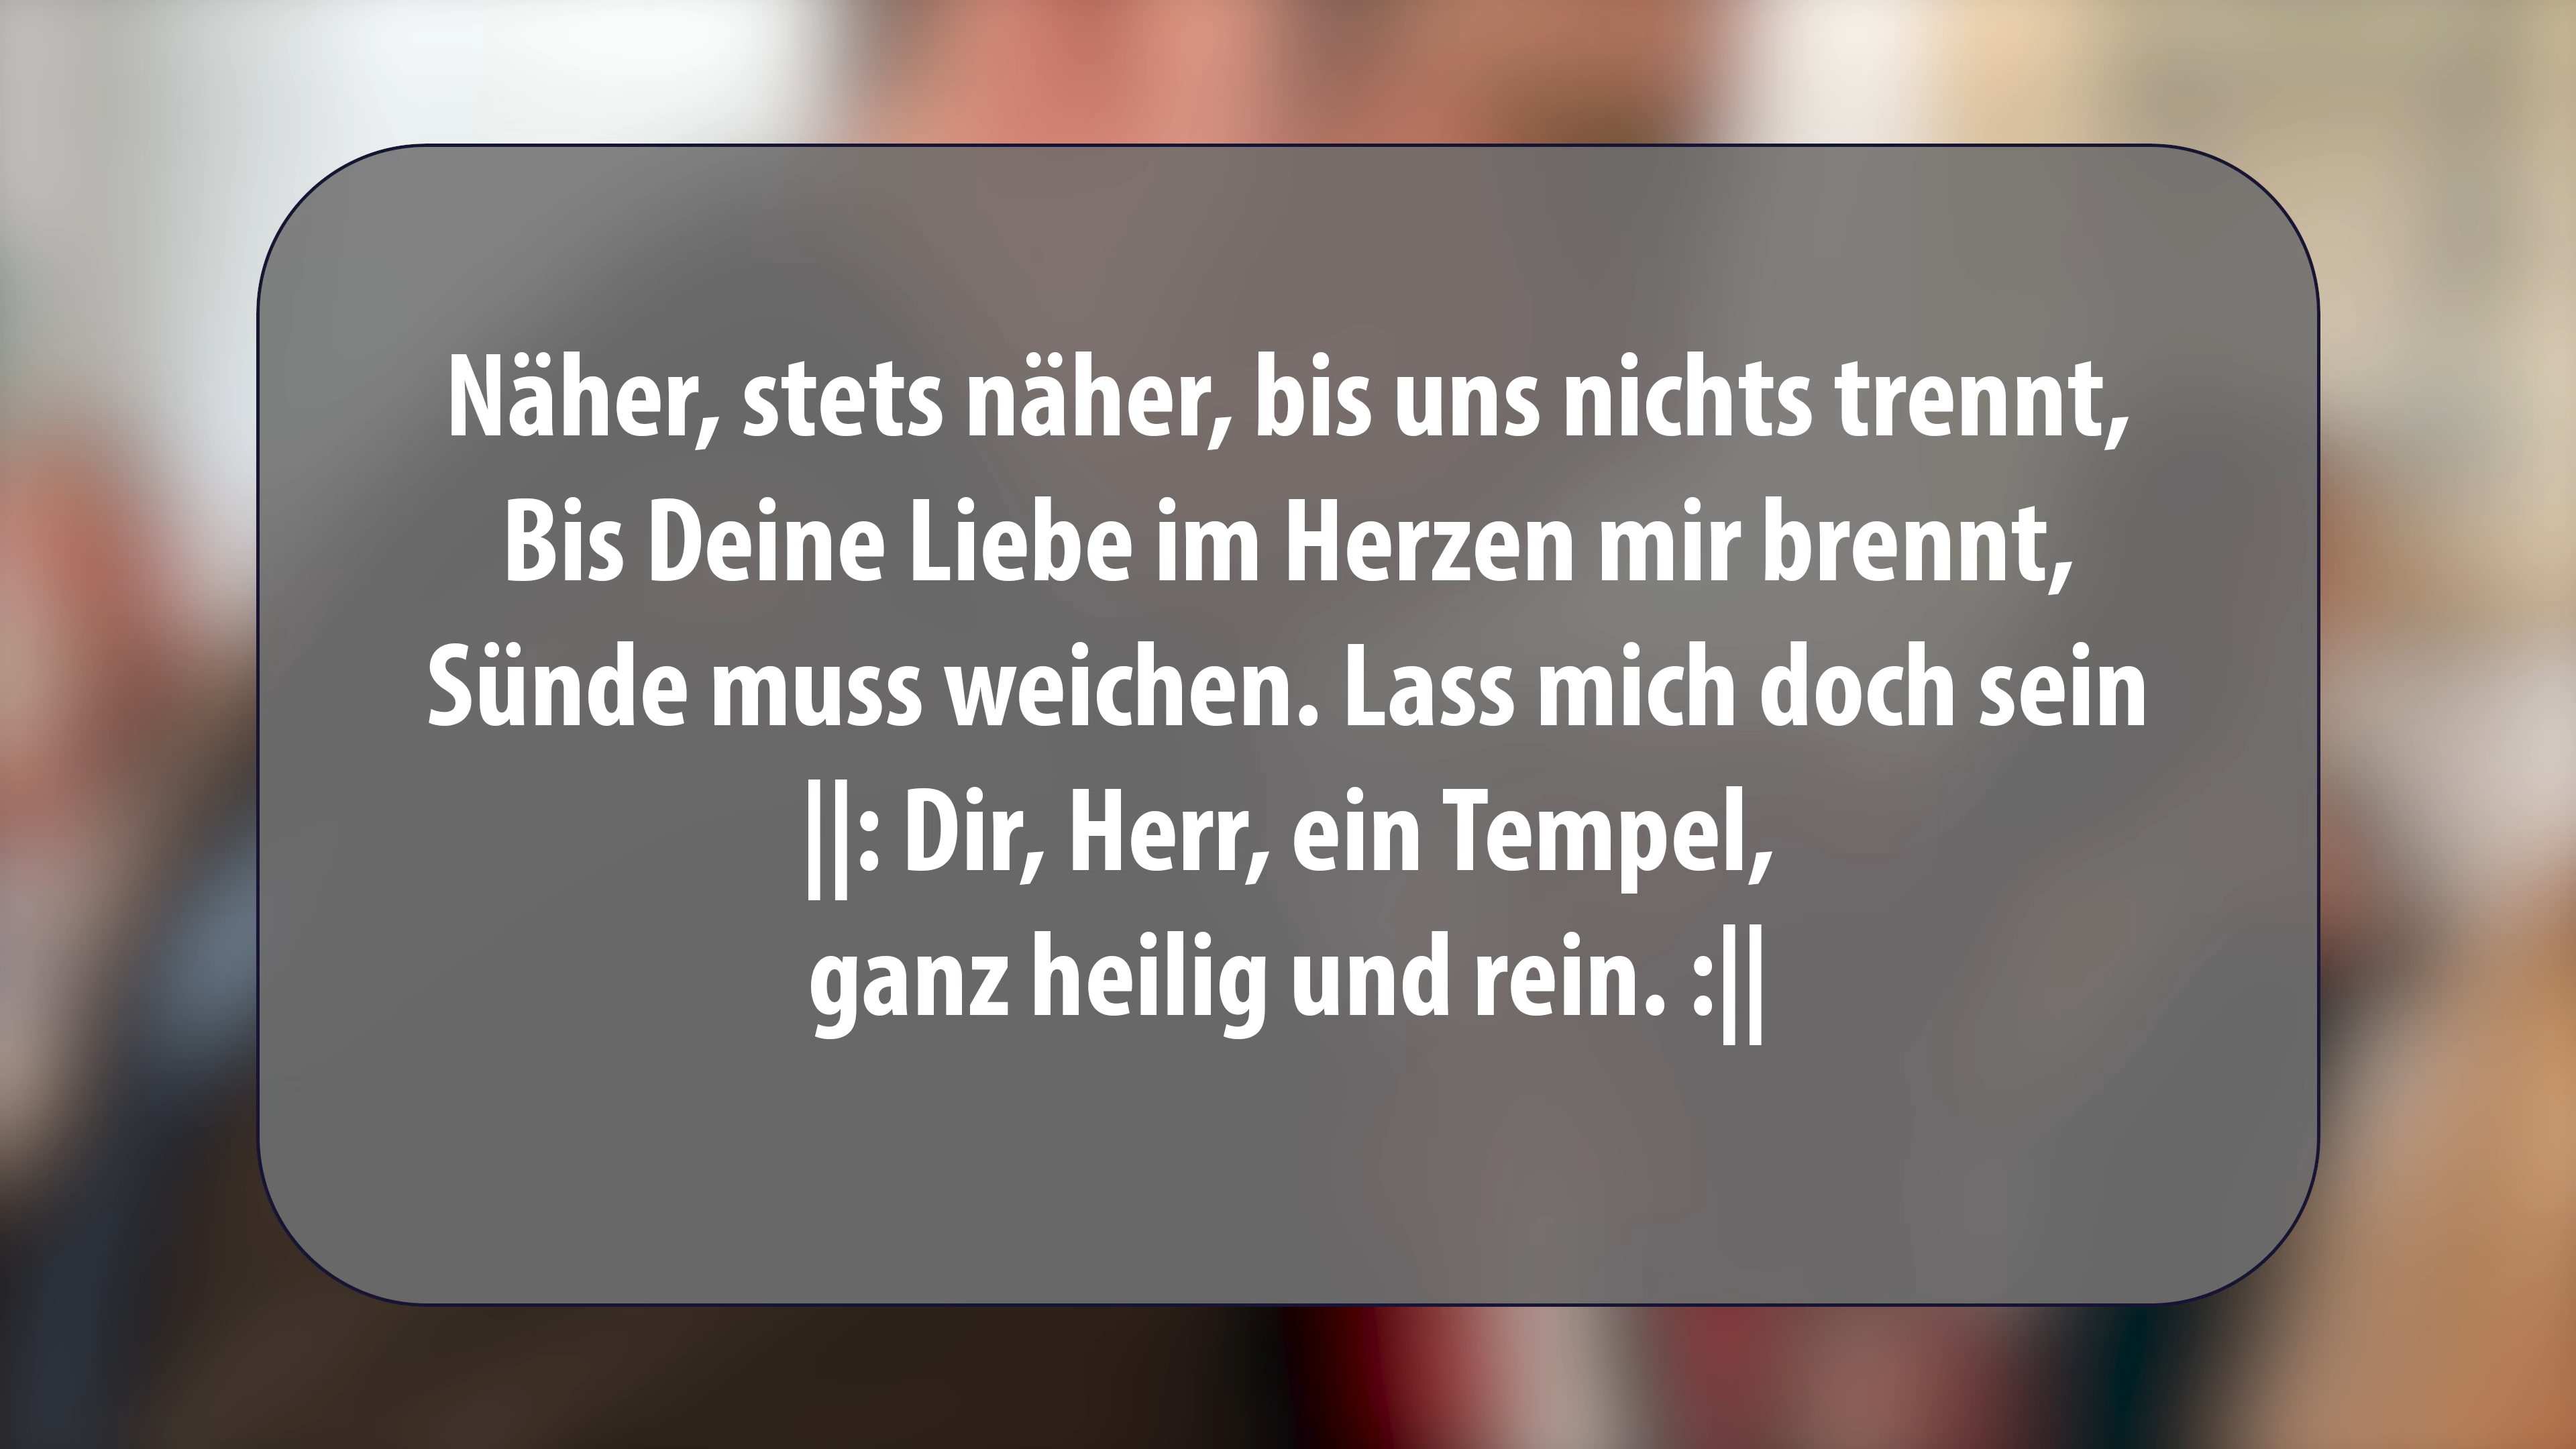 Näher, stets näher, bis uns nichts trennt,
Bis Deine Liebe im Herzen mir brennt,
Sünde muss weichen. Lass mich doch sein
||: Dir, Herr, ein Tempel,
ganz heilig und rein. :||